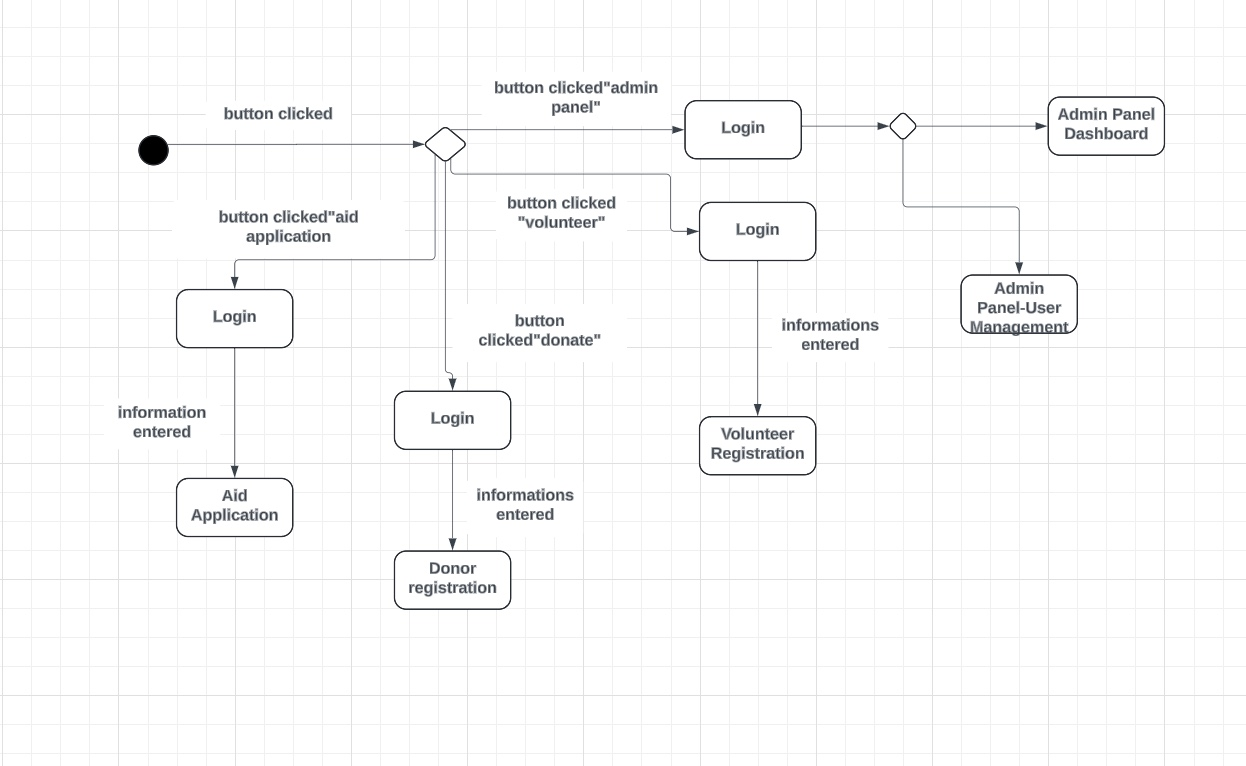 button clicked
button clicked"admin
panel"
Login
Admin Panel
Dashboard
button clicked"aid
application
button clicked
"volunteer"
Login
Login
Admin
Panel-User
Management
button
clicked"donate"
informations
entered
information
entered
Login
Volunteer
Registration
Aid
Application
informations
entered
Donor
registration